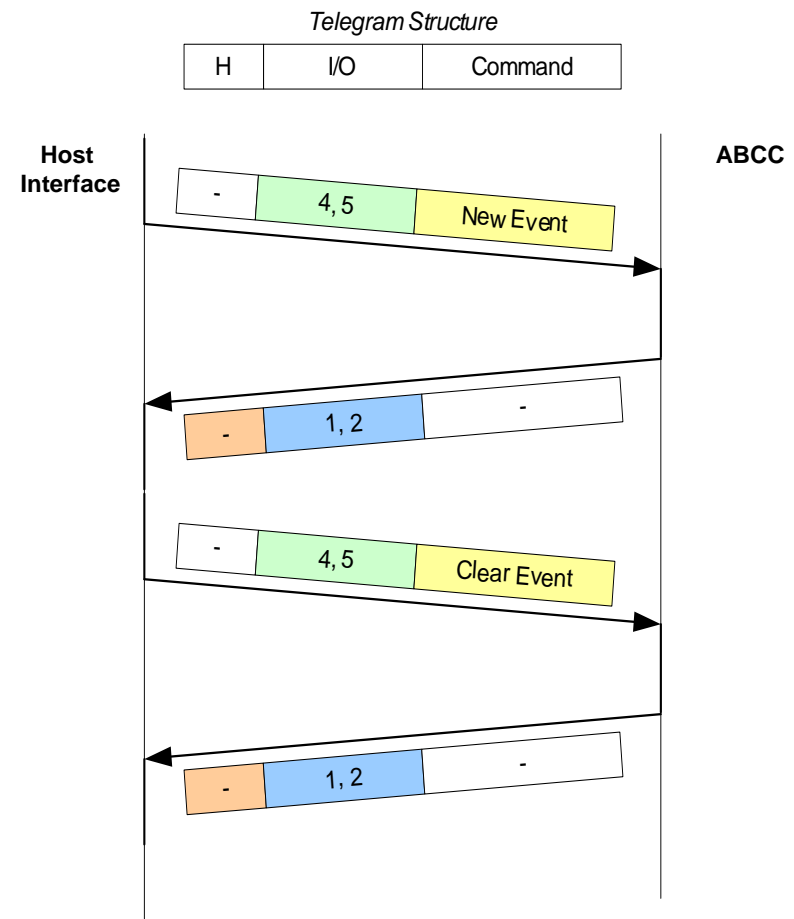 Telegram Structure
H I/O Command
Host
Interface
ABCC
- 4, 5 New Event
- 1, 2 -
- 4, 5 Clear Event
- 1, 2 -